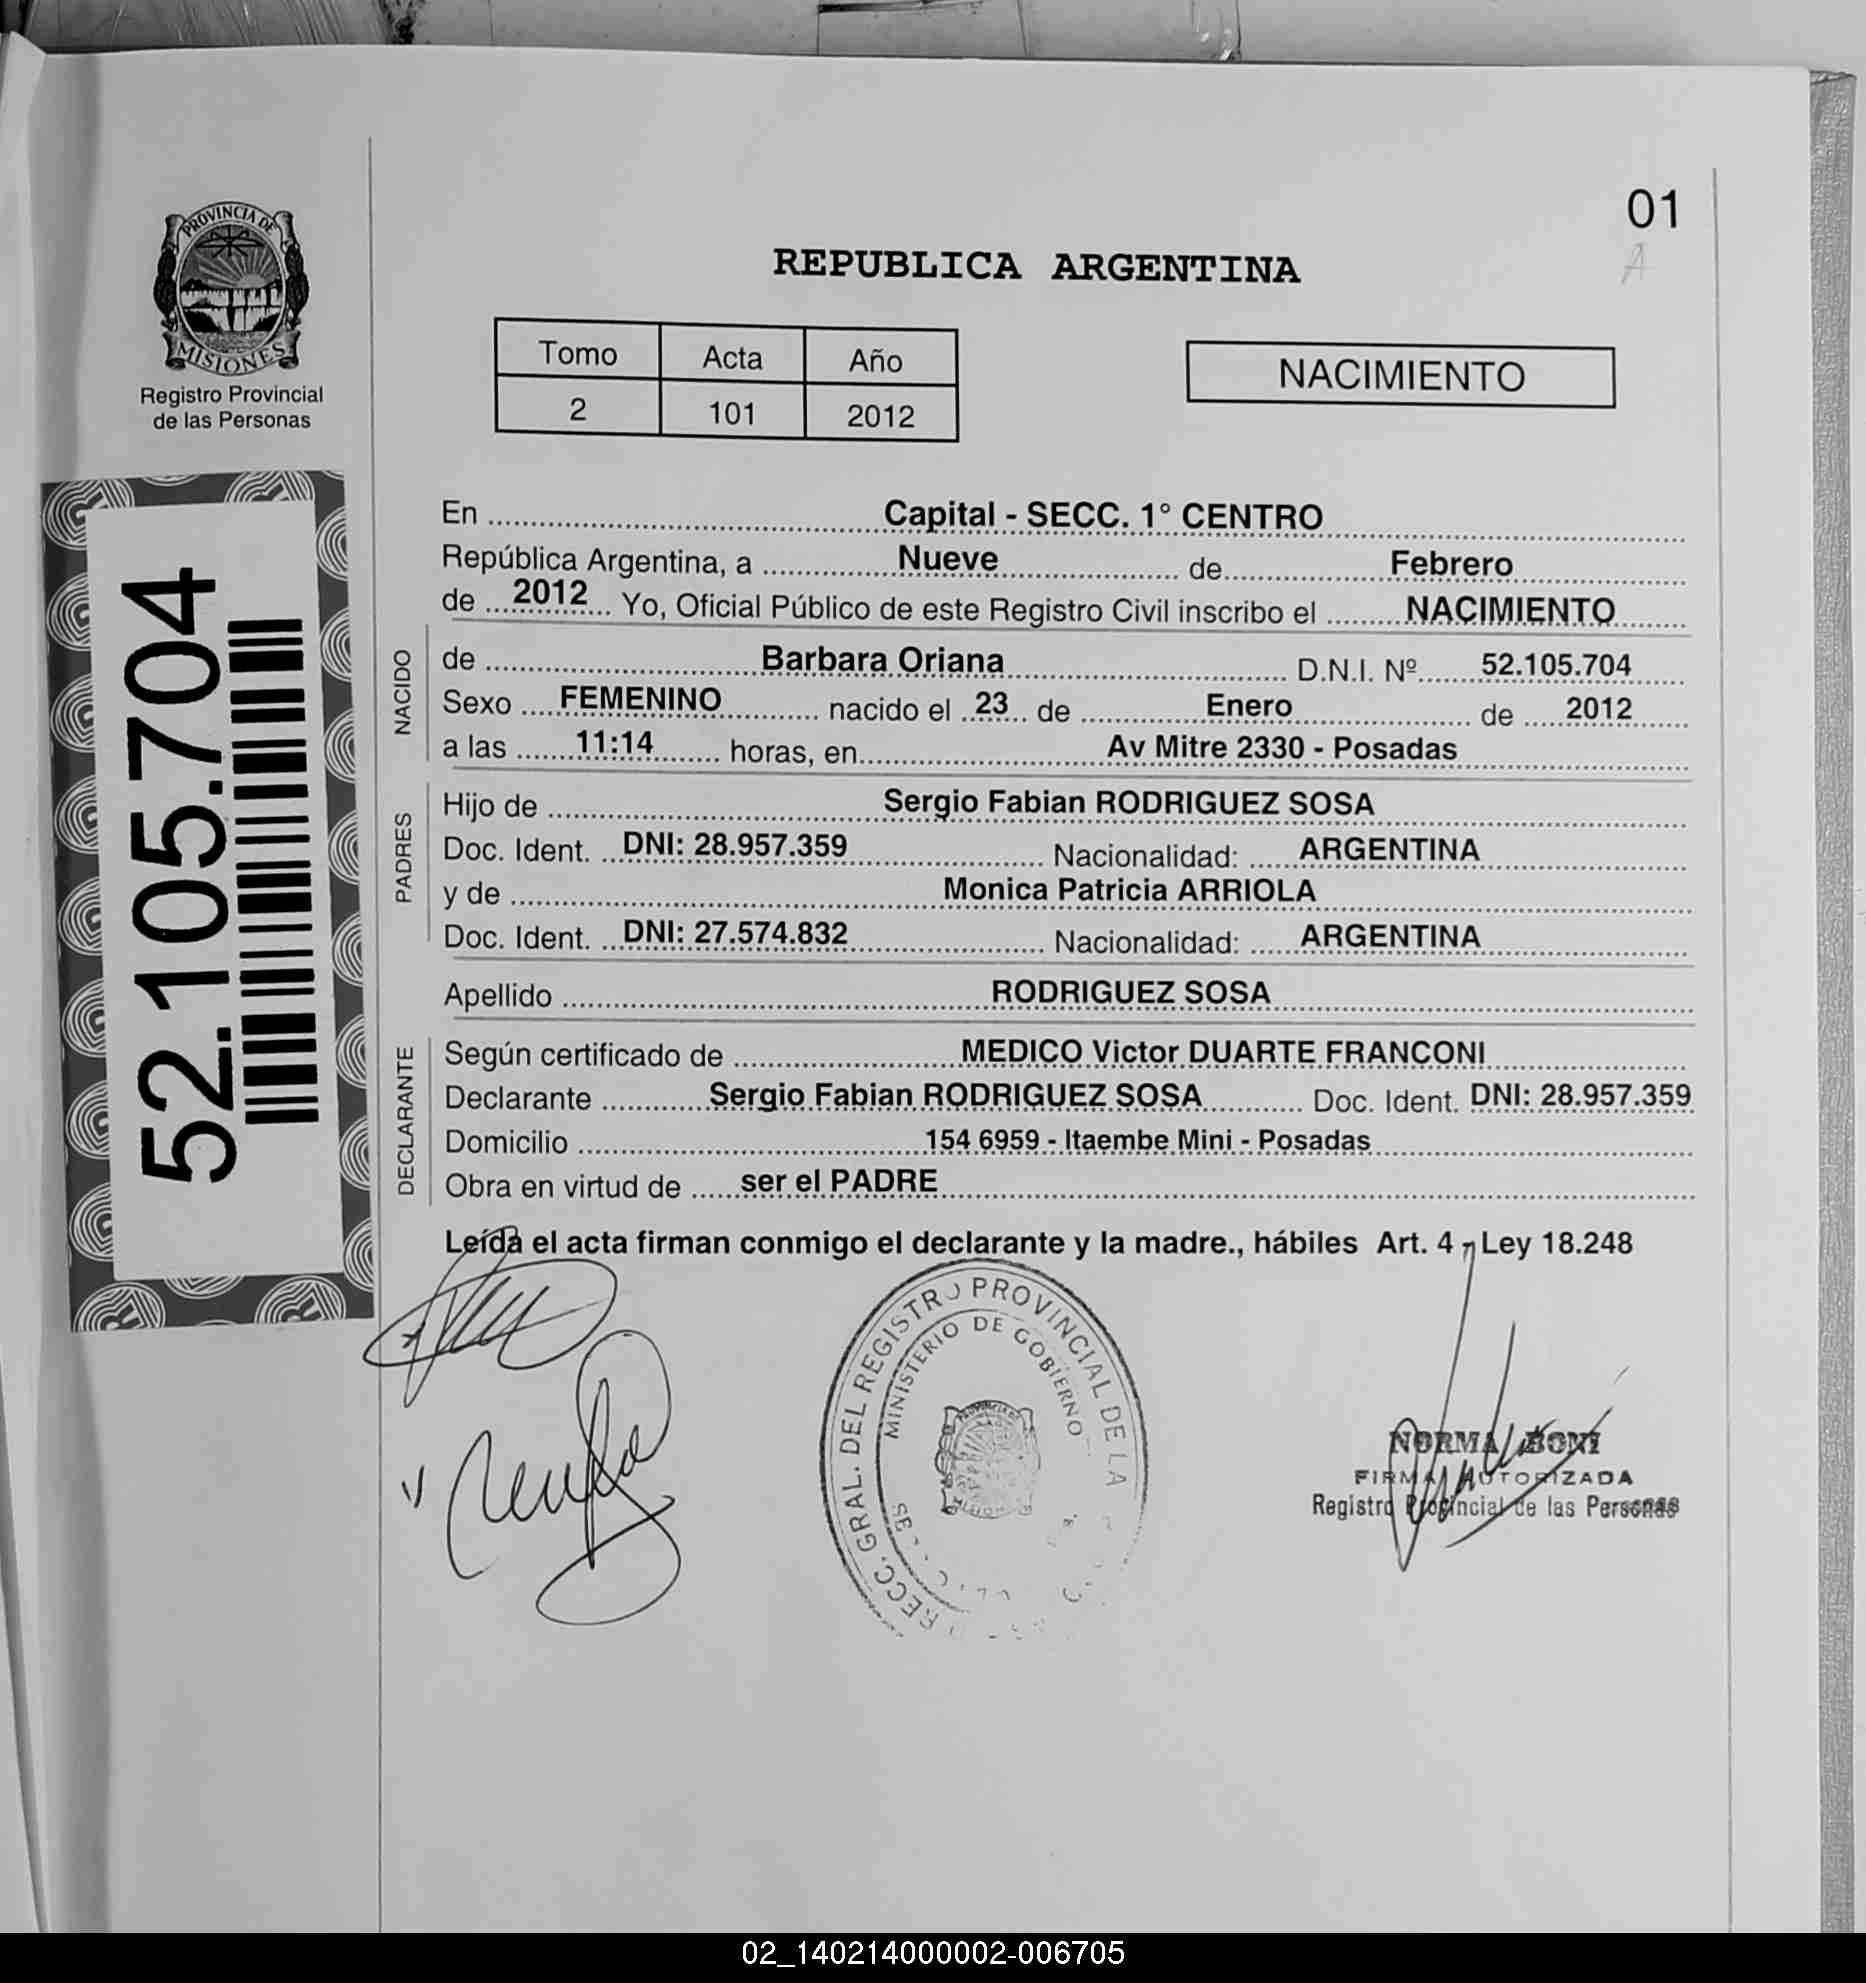 01
A
PROVINCIA DE
MISIONES
Registro Provincial
de las Personas
REPUBLICA ARGENTINA
Tomo Acta Año
2 101 2012
NACIMIENTO
52.105.704
En Capital - SECC. 1° CENTRO
República Argentina, a Nueve de Febrero
de 2012 Yo, Oficial Público de este Registro Civil inscribo el NACIMIENTO
NACIDO
de Barbara Oriana D.N.I. Nº 52.105.704
Sexo FEMENINO nacido el 23 de Enero de 2012
a las 11:14 horas, en Av Mitre 2330 - Posadas
PADRES
Hijo de Sergio Fabian RODRIGUEZ SOSA
Doc. Ident. DNI: 28.957.359 Nacionalidad: ARGENTINA
y de Monica Patricia ARRIOLA
Doc. Ident. DNI: 27.574.832 Nacionalidad: ARGENTINA
Apellido RODRIGUEZ SOSA
DECLARANTE
Según certificado de MEDICO Victor DUARTE FRANCONI
Declarante Sergio Fabian RODRIGUEZ SOSA Doc. Ident. DNI: 28.957.359
Domicilio 154 6959 - Itaembe Mini - Posadas
Obra en virtud de ser el PADRE
Leída el acta firman conmigo el declarante y la madre., hábiles Art. 4 - Ley 18.248
RECC. GRAL. DEL REGISTRO PROVINCIAL DE LA
MINISTERIO DE GOBIERNO
NORMA BONI
FIRMA AUTORIZADA
Registro Provincial de las Personas
02_140214000002-006705